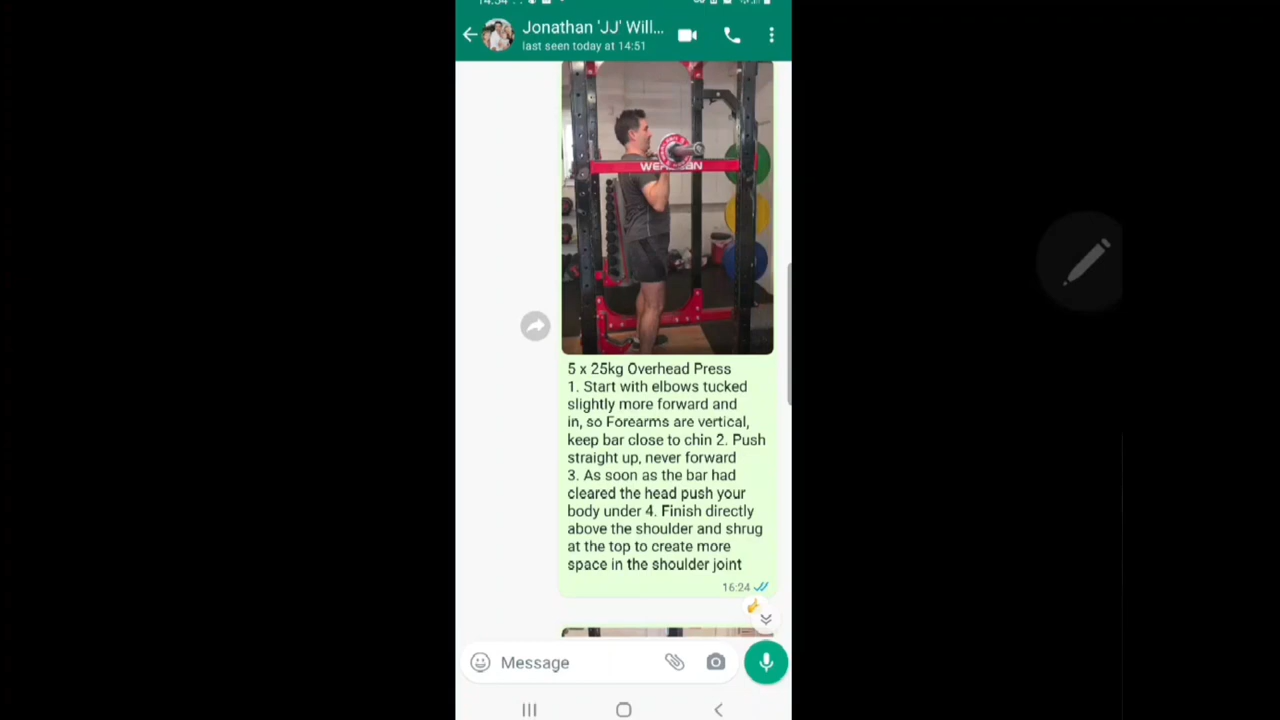 Jonathan 'JJ' Will...
last seen today at 14:51
5 x 25kg Overhead Press
1. Start with elbows tucked
slightly more forward and
in, so Forearms are vertical,
keep bar close to chin 2. Push
straight up, never forward
3. As soon as the bar had
cleared the head push your
body under 4. Finish directly
above the shoulder and shrug
at the top to create more
space in the shoulder joint
16:24
Message